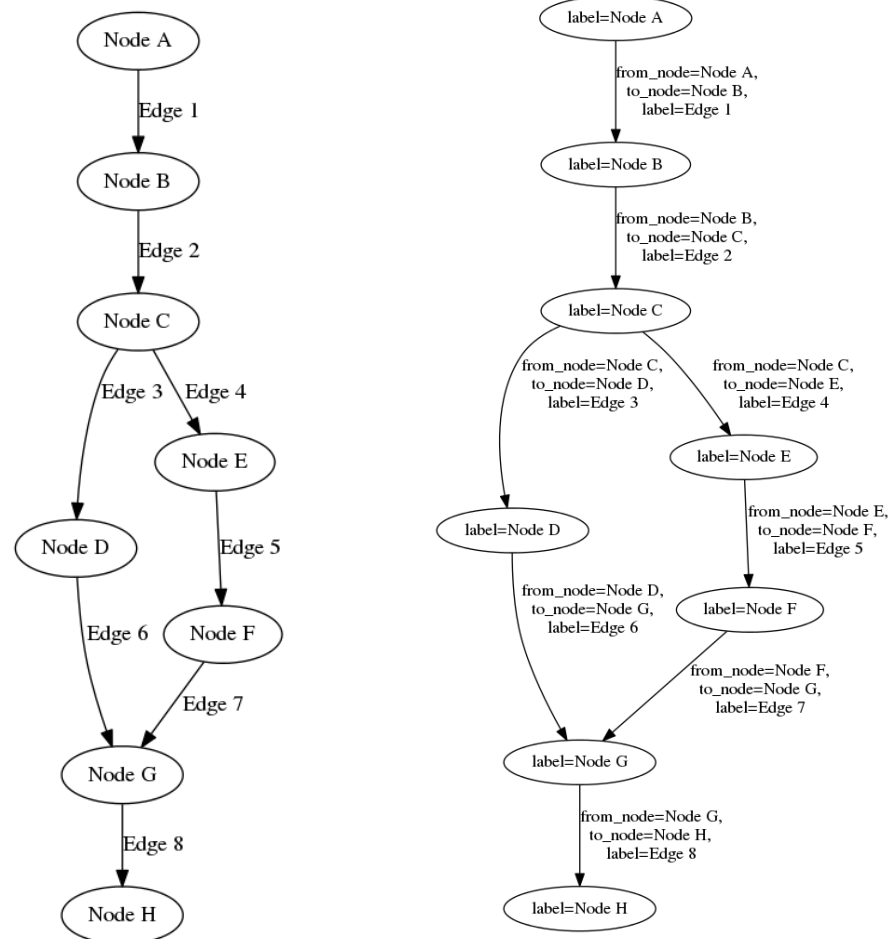 Node A
Edge 1
Node B
Edge 2
Node C
Edge 3
Edge 4
Node E
Node D
Edge 5
Edge 6
Node F
Edge 7
Node G
Edge 8
Node H
label=Node A
from_node=Node A,
to_node=Node B,
label=Edge 1
label=Node B
from_node=Node B,
to_node=Node C,
label=Edge 2
label=Node C
from_node=Node C,
to_node=Node D,
label=Edge 3
from_node=Node C,
to_node=Node E,
label=Edge 4
label=Node E
label=Node D
from_node=Node E,
to_node=Node F,
label=Edge 5
from_node=Node D,
to_node=Node G,
label=Edge 6
label=Node F
from_node=Node F,
to_node=Node G,
label=Edge 7
label=Node G
from_node=Node G,
to_node=Node H,
label=Edge 8
label=Node H